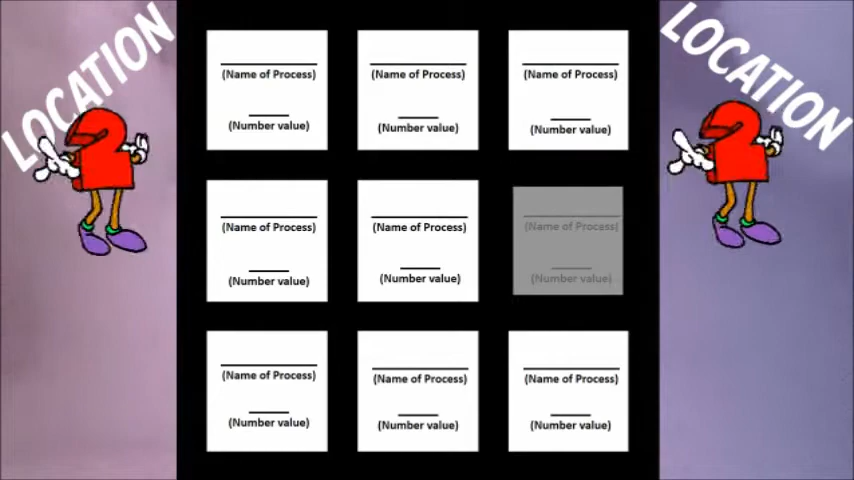 LOCATION
2
LOCATION
2
(Name of Process)
(Number value)
(Name of Process)
(Number value)
(Name of Process)
(Number value)
(Name of Process)
(Number value)
(Name of Process)
(Number value)
(Name of Process)
(Number value)
(Name of Process)
(Number value)
(Name of Process)
(Number value)
(Name of Process)
(Number value)